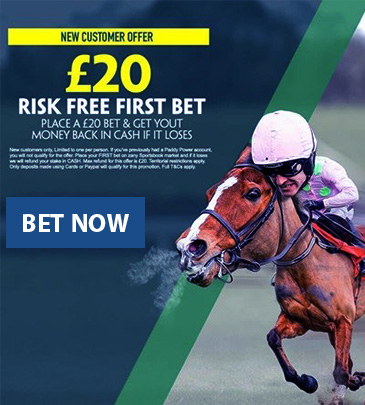 NEW CUSTOMER OFFER
£20
RISK FREE FIRST BET
PLACE A £20 BET & GET YOUT
MONEY BACK IN CASH IF IT LOSES
New customers only, Limited to one per person. If you've previously had a Paddy Power account,
you will not qualify for the offer. Place your FIRST bet on zany Sportsbook market and if it loses
we will refund your stake in CASH. Max refund for this offer is £20. Territorial restrictions apply.
Only deposits made using Cards or Paypal will qualify for this promotion. Full T&Cs apply.
BET NOW